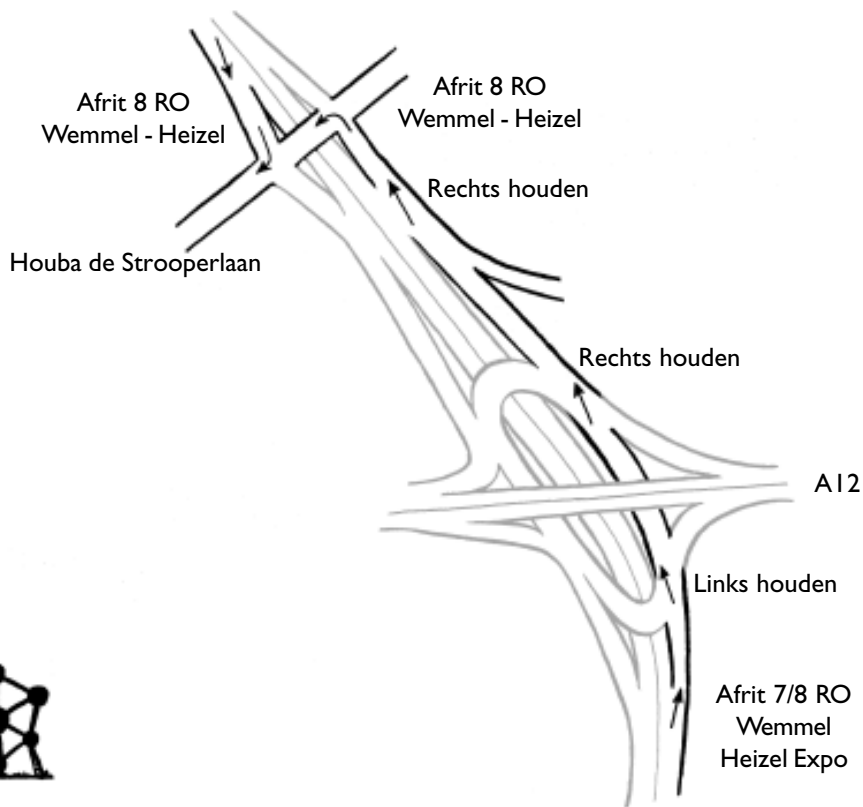 Afrit 8 RO
Wemmel - Heizel
Afrit 8 RO
Wemmel - Heizel
Rechts houden
Houba de Strooperlaan
Rechts houden
A12
Links houden
Afrit 7/8 RO
Wemmel
Heizel Expo